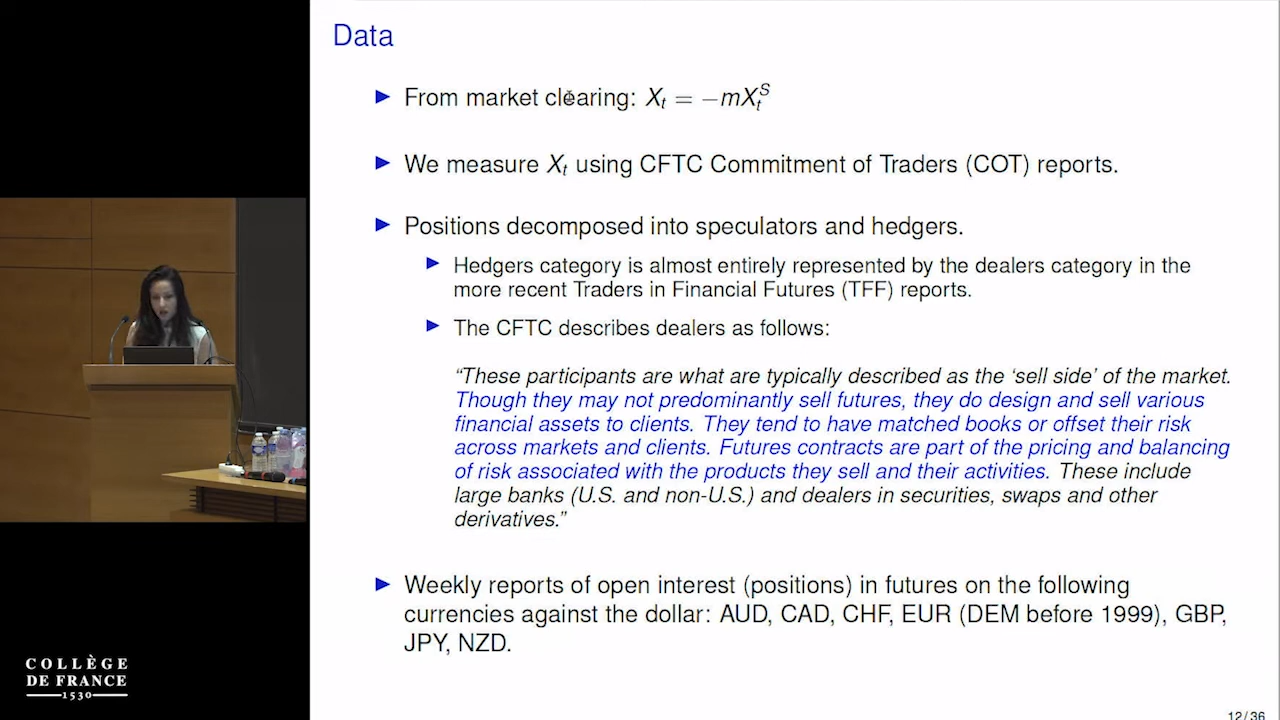 Data
From market clearing: Xₜ = −mXₜˢ
We measure Xₜ using CFTC Commitment of Traders (COT) reports.
Positions decomposed into speculators and hedgers.
Hedgers category is almost entirely represented by the dealers category in the
more recent Traders in Financial Futures (TFF) reports.
The CFTC describes dealers as follows:
“These participants are what are typically described as the ‘sell side’ of the market.
Though they may not predominantly sell futures, they do design and sell various
financial assets to clients. They tend to have matched books or offset their risk
across markets and clients. Futures contracts are part of the pricing and balancing
of risk associated with the products they sell and their activities. These include
large banks (U.S. and non-U.S.) and dealers in securities, swaps and other
derivatives.”
Weekly reports of open interest (positions) in futures on the following
currencies against the dollar: AUD, CAD, CHF, EUR (DEM before 1999), GBP,
JPY, NZD.
12/36
COLLÈGE
DE FRANCE
1530